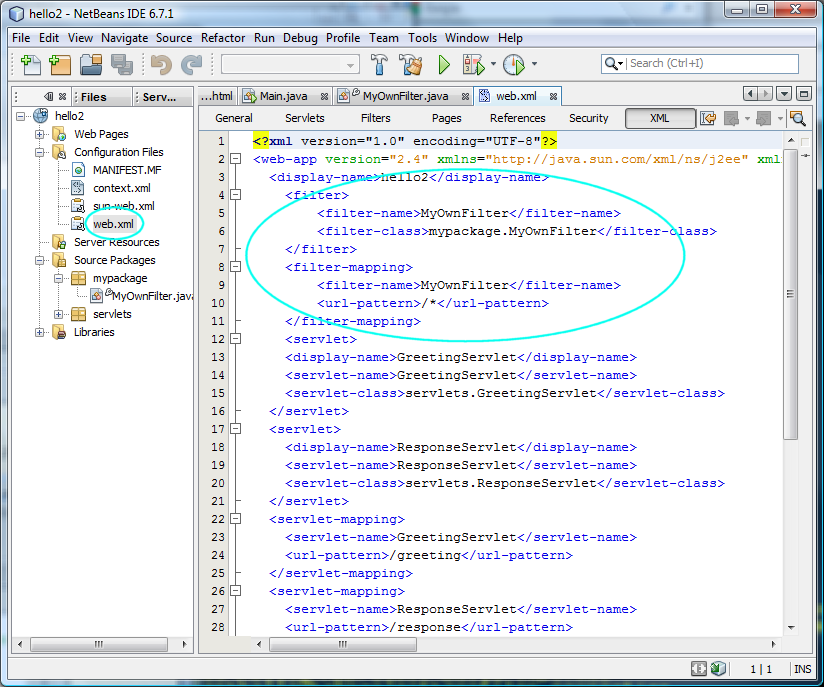 hello2 - NetBeans IDE 6.7.1
File Edit View Navigate Source Refactor Run Debug Profile Team Tools Window Help
Search (Ctrl+I)
Files Serv...
...html Main.java MyOwnFilter.java web.xml
General Servlets Filters Pages References Security XML
hello2
Web Pages
Configuration Files
MANIFEST.MF
context.xml
sun-web.xml
web.xml
Server Resources
Source Packages
mypackage
MyOwnFilter.java
servlets
Libraries
1 <?xml version="1.0" encoding="UTF-8"?>
2 <web-app version="2.4" xmlns="http://java.sun.com/xml/ns/j2ee" xml
3 <display-name>hello2</display-name>
4 <filter>
5 <filter-name>MyOwnFilter</filter-name>
6 <filter-class>mypackage.MyOwnFilter</filter-class>
7 </filter>
8 <filter-mapping>
9 <filter-name>MyOwnFilter</filter-name>
10 <url-pattern>/*</url-pattern>
11 </filter-mapping>
12 <servlet>
13 <display-name>GreetingServlet</display-name>
14 <servlet-name>GreetingServlet</servlet-name>
15 <servlet-class>servlets.GreetingServlet</servlet-class>
16 </servlet>
17 <servlet>
18 <display-name>ResponseServlet</display-name>
19 <servlet-name>ResponseServlet</servlet-name>
20 <servlet-class>servlets.ResponseServlet</servlet-class>
21 </servlet>
22 <servlet-mapping>
23 <servlet-name>GreetingServlet</servlet-name>
24 <url-pattern>/greeting</url-pattern>
25 </servlet-mapping>
26 <servlet-mapping>
27 <servlet-name>ResponseServlet</servlet-name>
28 <url-pattern>/response</url-pattern>
1 | 1 INS